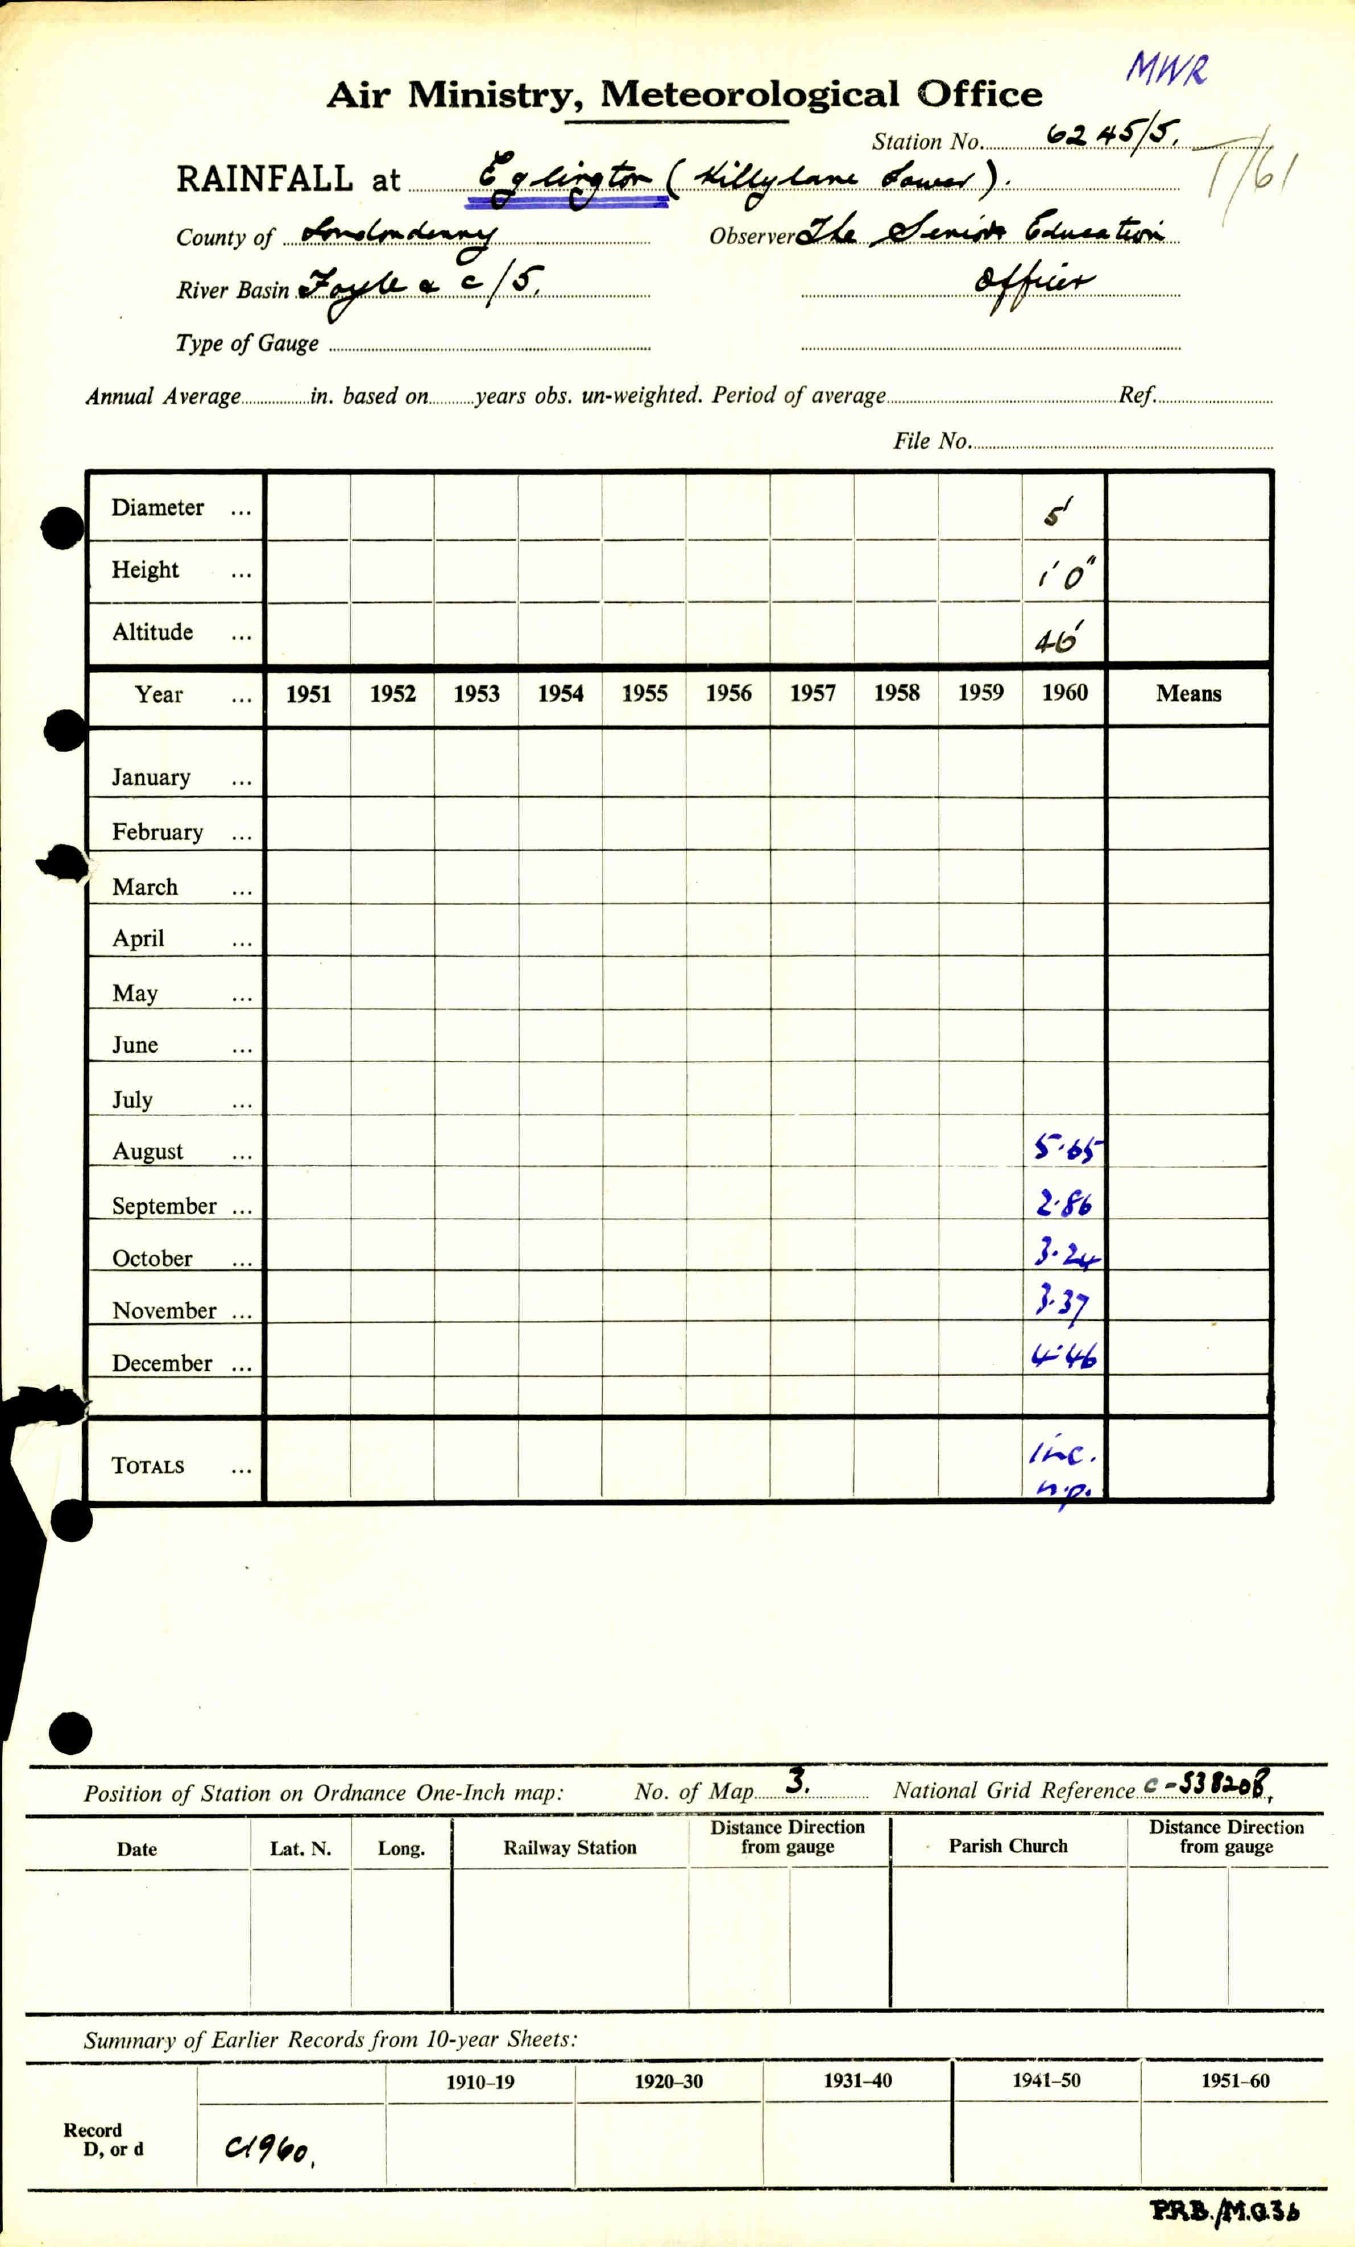 MWR
Air Ministry, Meteorological Office
Station No. 6245/5.
1/61
RAINFALL at Eglington (Killylane Lower).
County of Londonderry Observer The Senior Education
River Basin Foyle & c/5. Officer
Type of Gauge
Annual Average in. based on years obs. un-weighted. Period of average Ref.
File No.
Diameter ... 5"
Height ... 1' 0"
Altitude ... 46'
Year ... 1951 1952 1953 1954 1955 1956 1957 1958 1959 1960 Means
January ...
February ...
March ...
April ...
May ...
June ...
July ...
August ... 5.65
September ... 2.86
October ... 3.24
November ... 3.37
December ... 4.46
TOTALS ... inc.
n.p.
Position of Station on Ordnance One-Inch map: No. of Map 3. National Grid Reference C-538208,
Date Lat. N. Long. Railway Station Distance Direction from gauge Parish Church Distance Direction from gauge
Summary of Earlier Records from 10-year Sheets:
1910–19 1920–30 1931–40 1941–50 1951–60
Record
D, or d C1960.
P.R.B./M.O.3b